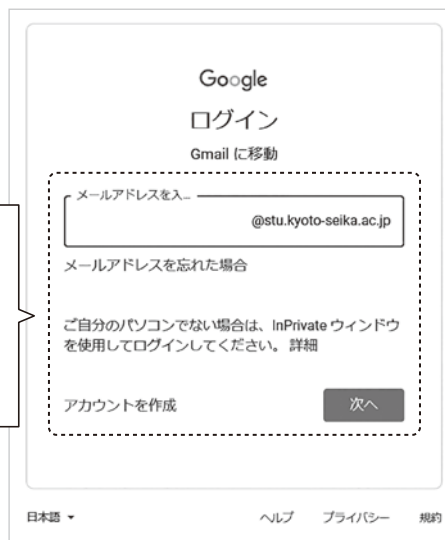 Google
ログイン
Gmail に移動
メールアドレスを入...
@stu.kyoto-seika.ac.jp
メールアドレスを忘れた場合
ご自分のパソコンでない場合は、InPrivate ウィンドウ
を使用してログインしてください。 詳細
アカウントを作成
次へ
日本語
ヘルプ プライバシー 規約